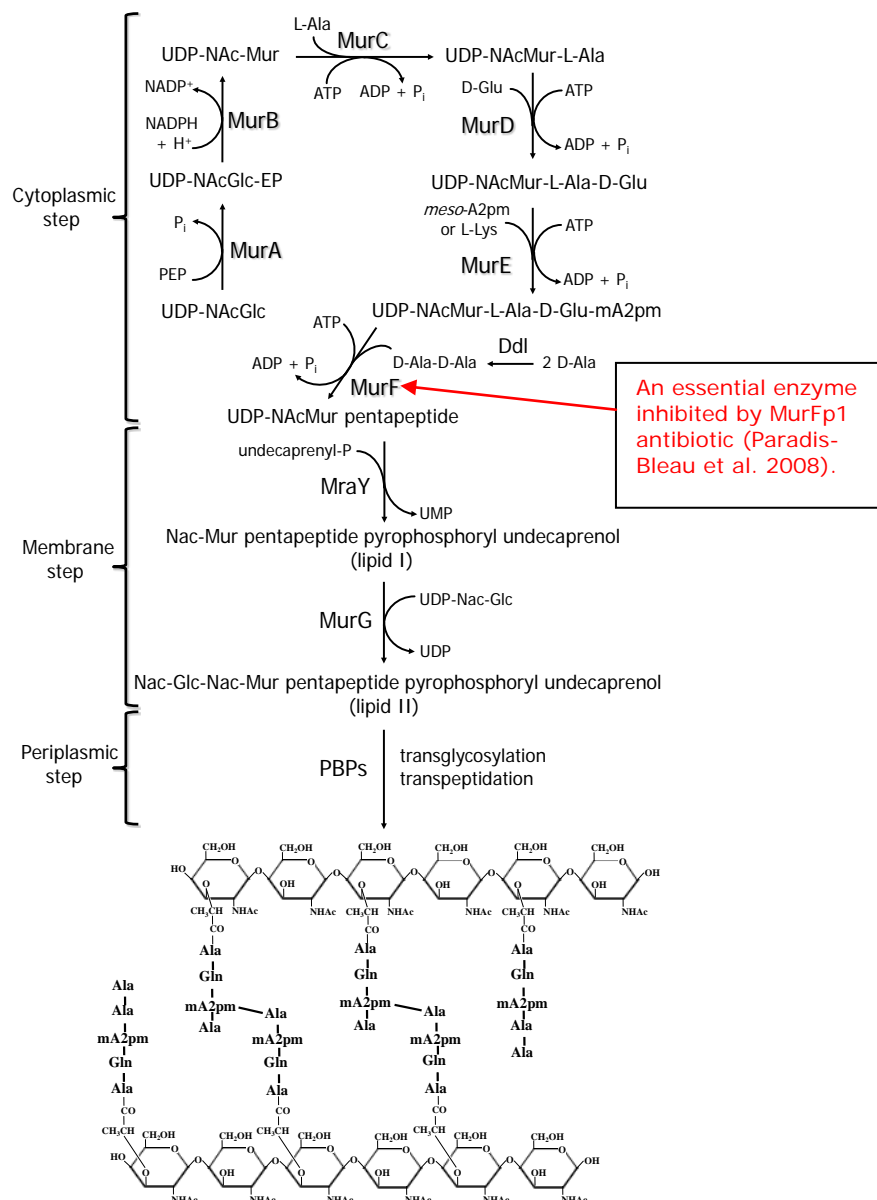 L-Ala
UDP-NAc-Mur
MurC
UDP-NAcMur-L-Ala
ATP
ADP + Pi
NADP+
NADPH
+ H+
MurB
D-Glu
ATP
MurD
ADP + Pi
UDP-NAcGlc-EP
UDP-NAcMur-L-Ala-D-Glu
Cytoplasmic
step
Pi
MurA
PEP
UDP-NAcGlc
meso-A2pm
or L-Lys
ATP
MurE
ADP + Pi
UDP-NAcMur-L-Ala-D-Glu-mA2pm
ATP
ADP + Pi
D-Ala-D-Ala
Ddl
2 D-Ala
MurF
UDP-NAcMur pentapeptide
An essential enzyme
inhibited by MurFp1
antibiotic (Paradis-
Bleau et al. 2008).
Membrane
step
undecaprenyl-P
MraY
UMP
Nac-Mur pentapeptide pyrophosphoryl undecaprenol
(lipid I)
MurG
UDP-Nac-Glc
UDP
Nac-Glc-Nac-Mur pentapeptide pyrophosphoryl undecaprenol
(lipid II)
Periplasmic
step
PBPs
transglycosylation
transpeptidation
CH2OH CH2OH CH2OH CH2OH CH2OH CH2OH
HO O O O O O O O O O O O OH
O OH O OH O OH
CH3CH NHAc NHAc CH3CH NHAc NHAc CH3CH NHAc NHAc
CO CO CO
Ala Ala Ala
Gln Gln Gln
mA2pm mA2pm mA2pm
Ala Ala Ala
Ala
Ala
Ala
mA2pm
Gln
Ala
CO
Ala
mA2pm
Gln
Ala
CO
Ala
mA2pm
Gln
Ala
CO
CH3CH CH2OH CH2OH CH3CH CH2OH CH2OH CH3CH CH2OH CH2OH
HO O O O O O O O O O O O OH
O OH O OH O OH
NHAc NHAc NHAc NHAc NHAc NHAc